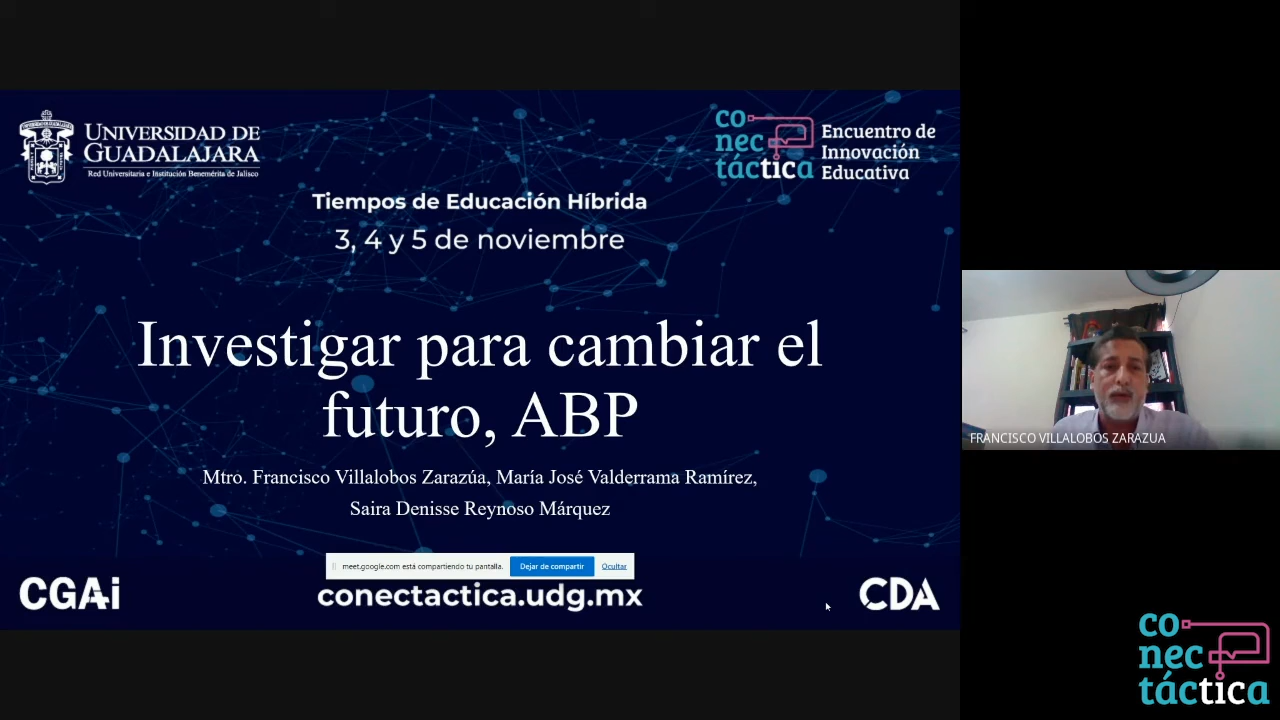 UNIVERSIDAD DE
GUADALAJARA
Red Universitaria e Institución Benemérita de Jalisco
co
nec
táctica
Encuentro de
Innovación
Educativa
Tiempos de Educación Híbrida
3, 4 y 5 de noviembre
Investigar para cambiar el
futuro, ABP
Mtro. Francisco Villalobos Zarazúa, María José Valderrama Ramírez,
Saira Denisse Reynoso Márquez
FRANCISCO VILLALOBOS ZARAZUA
meet.google.com está compartiendo tu pantalla.
Dejar de compartir
Ocultar
CGAi
conectactica.udg.mx
CDA
co
nec
táctica